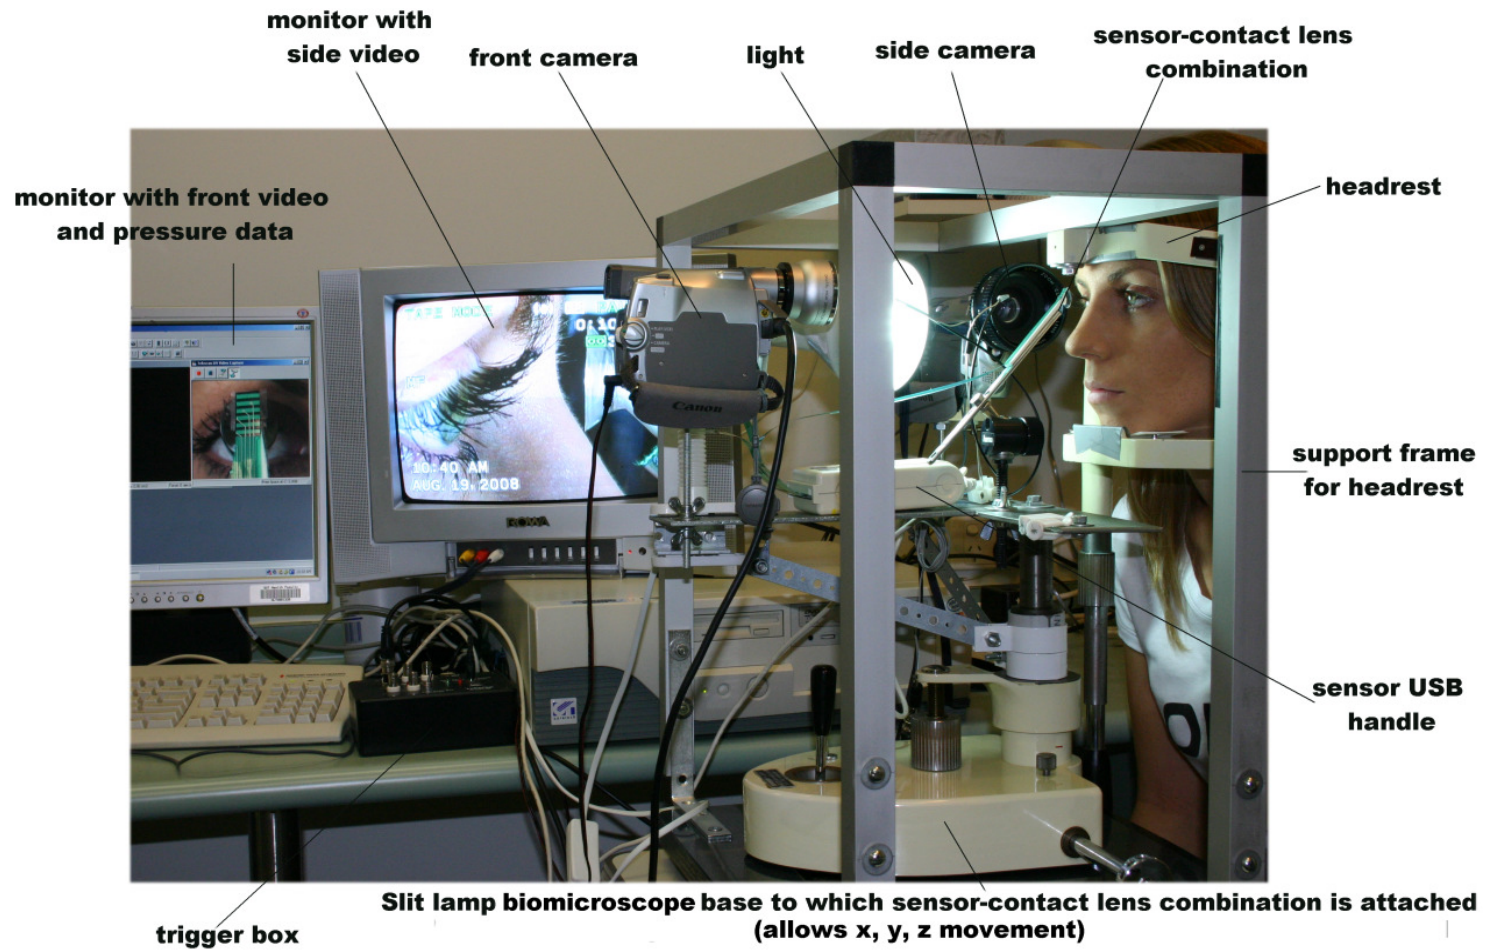 monitor with
side video
front camera
light
side camera
sensor-contact lens
combination
monitor with front video
and pressure data
headrest
support frame
for headrest
sensor USB
handle
TAPE MODE
0:10
10:40 AM
AUG. 19. 2008
Canon
Slit lamp biomicroscope base to which sensor-contact lens combination is attached
(allows x, y, z movement)
trigger box